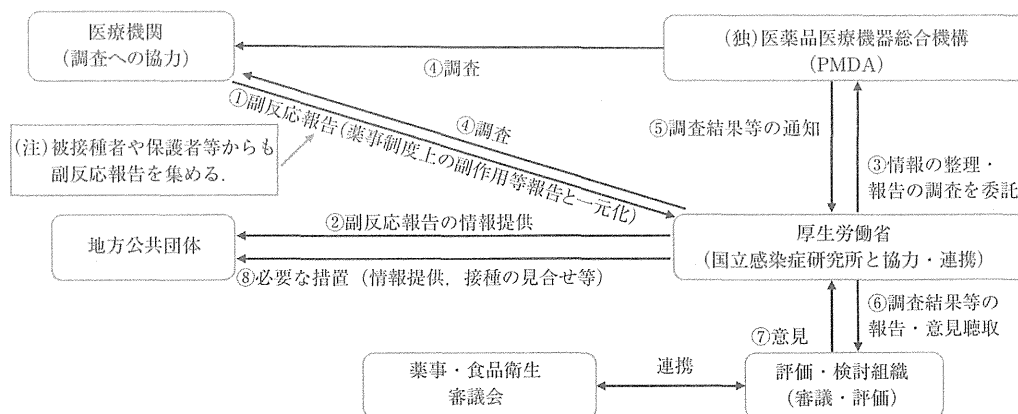 医療機関
(調査への協力)
(独)医薬品医療機器総合機構
(PMDA)
④調査
①副反応報告(薬事制度上の副作用等報告と一元化)
④調査
(注)被接種者や保護者等からも
副反応報告を集める.
⑤調査結果等の通知
③情報の整理・
報告の調査を委託
②副反応報告の情報提供
地方公共団体
⑧必要な措置(情報提供,接種の見合せ等)
厚生労働省
(国立感染症研究所と協力・連携)
⑥調査結果等の
報告・意見聴取
⑦意見
薬事・食品衛生
審議会
連携
評価・検討組織
(審議・評価)